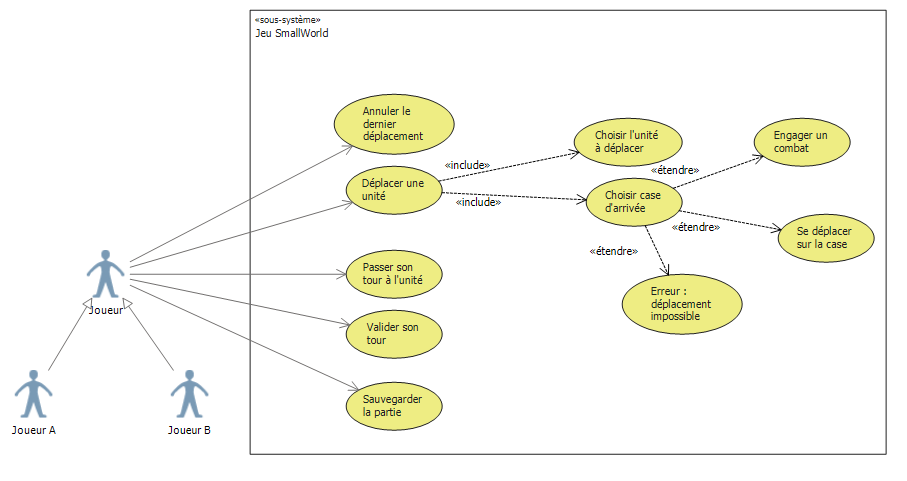 «sous-système»
Jeu SmallWorld
Annuler le
dernier
déplacement
Choisir l'unité
à déplacer
Engager un
combat
«include»
«étendre»
Déplacer une
unité
«include»
Choisir case
d'arrivée
«étendre»
Se déplacer
sur la case
«étendre»
Passer son
tour à l'unité
Erreur :
déplacement
impossible
Joueur
Valider son
tour
Sauvegarder
la partie
Joueur A
Joueur B